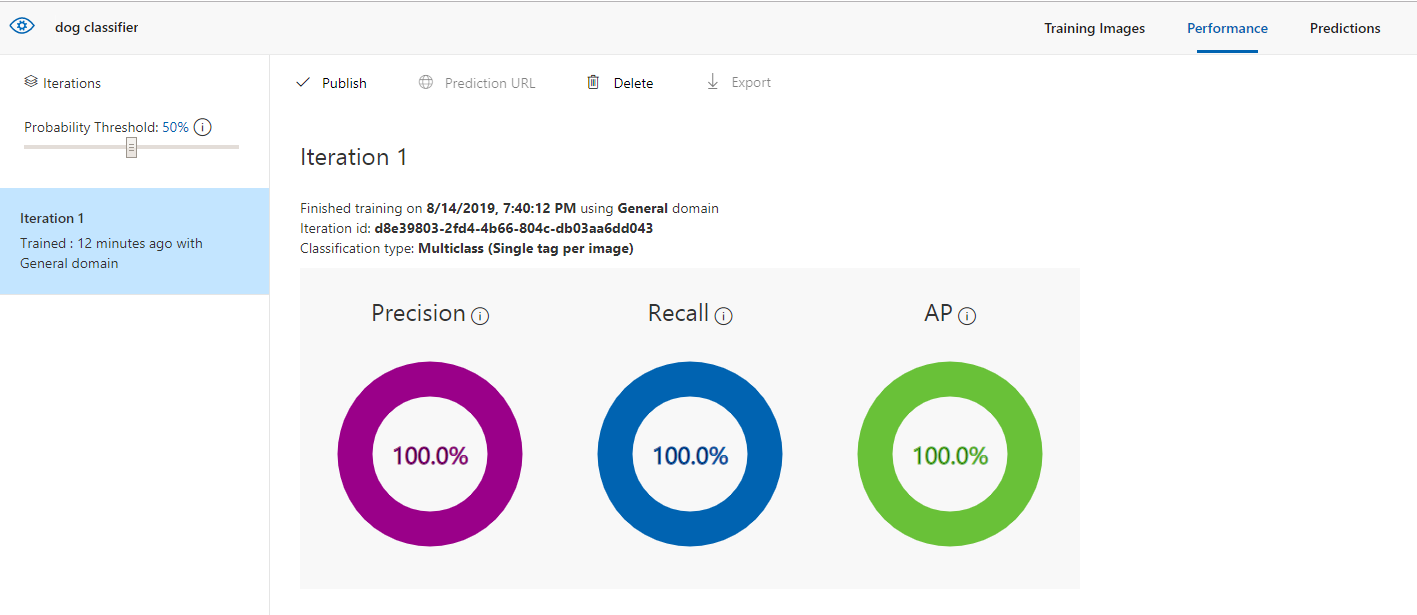 dog classifier
Training Images
Performance
Predictions
Iterations
Probability Threshold: 50%
Iteration 1
Trained : 12 minutes ago with
General domain
Publish
Prediction URL
Delete
Export
Iteration 1
Finished training on 8/14/2019, 7:40:12 PM using General domain
Iteration id: d8e39803-2fd4-4b66-804c-db03aa6dd043
Classification type: Multiclass (Single tag per image)
Precision
Recall
AP
100.0%
100.0%
100.0%